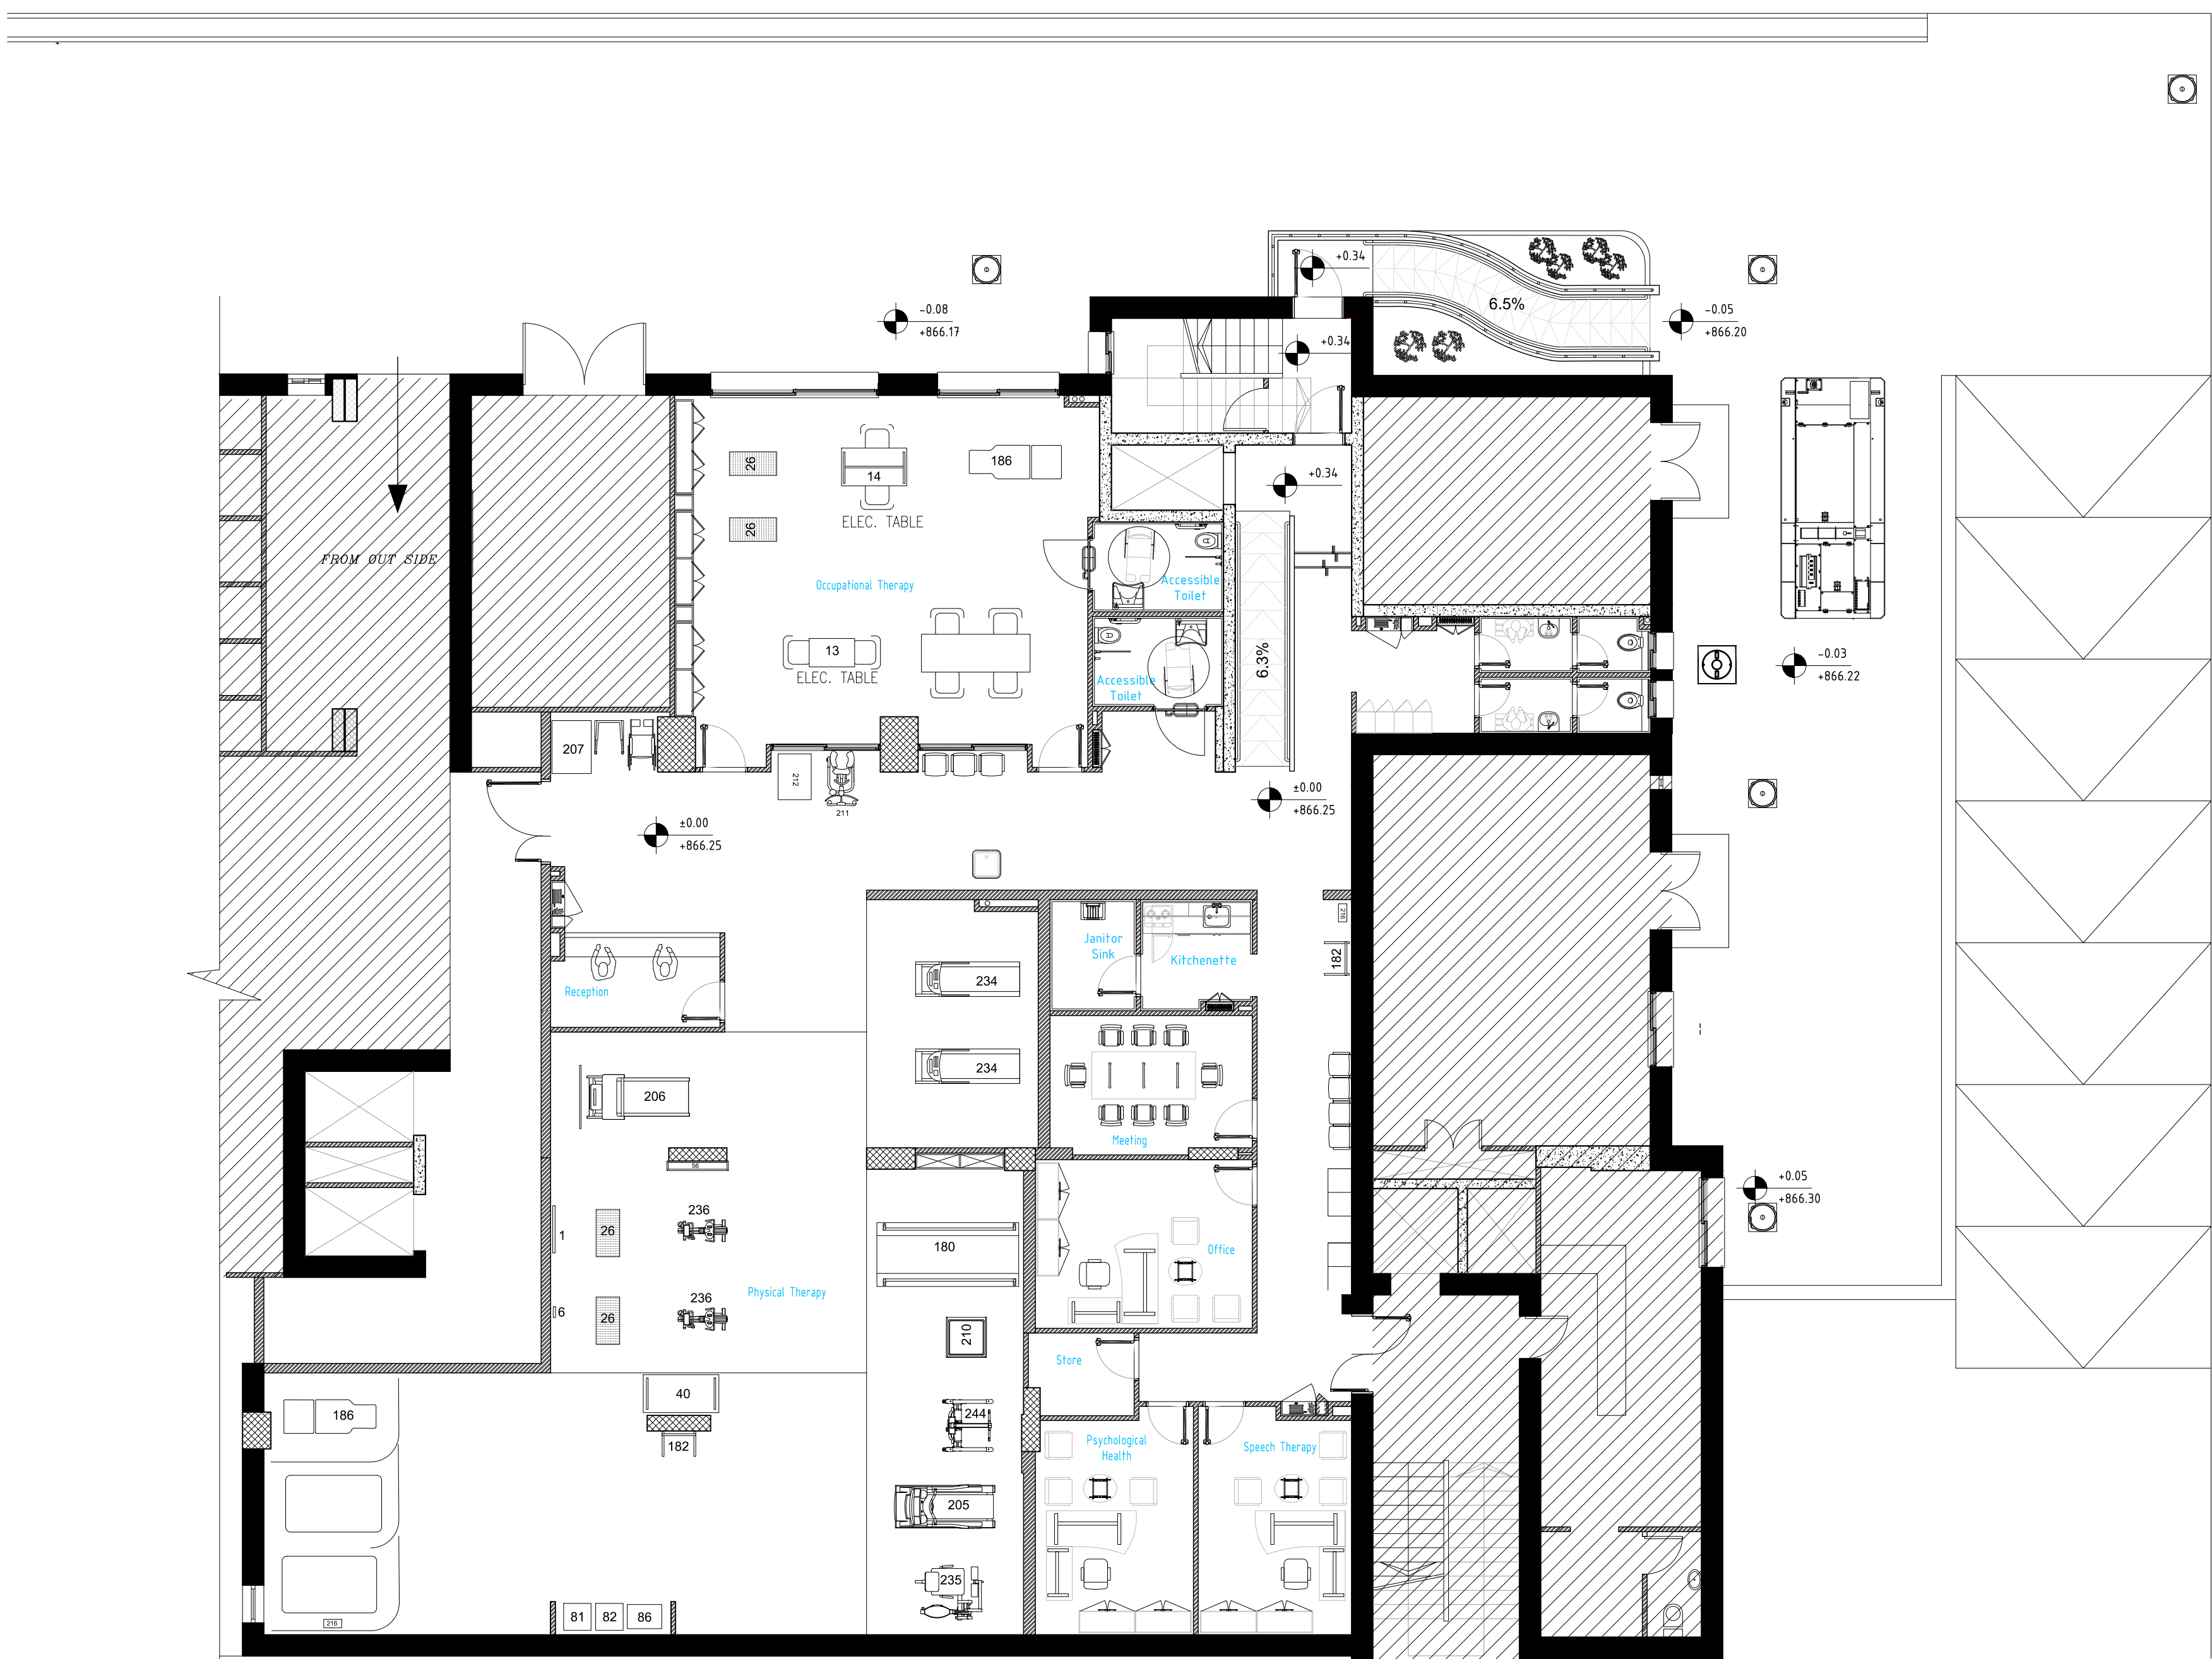 +0.34
6.5%
-0.08
+866.17
-0.05
+866.20
+0.34
26
14
186
ELEC. TABLE
+0.34
26
FROM OUT SIDE
Occupational Therapy
Accessible
Toilet
13
ELEC. TABLE
Accessible
Toilet
6.3%
-0.03
+866.22
207
212
211
±0.00
+866.25
±0.00
+866.25
216
Janitor
Sink
Kitchenette
182
234
Reception
234
206
Meeting
56
+0.05
+866.30
236
1
26
180
Office
Physical Therapy
236
6
26
210
Store
40
186
244
182
Psychological
Health
Speech Therapy
205
235
81
82
86
216